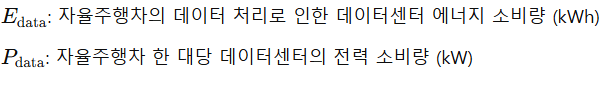 E_data: 자율주행차의 데이터 처리로 인한 데이터센터 에너지 소비량 (kWh)
P_data: 자율주행차 한 대당 데이터센터의 전력 소비량 (kW)